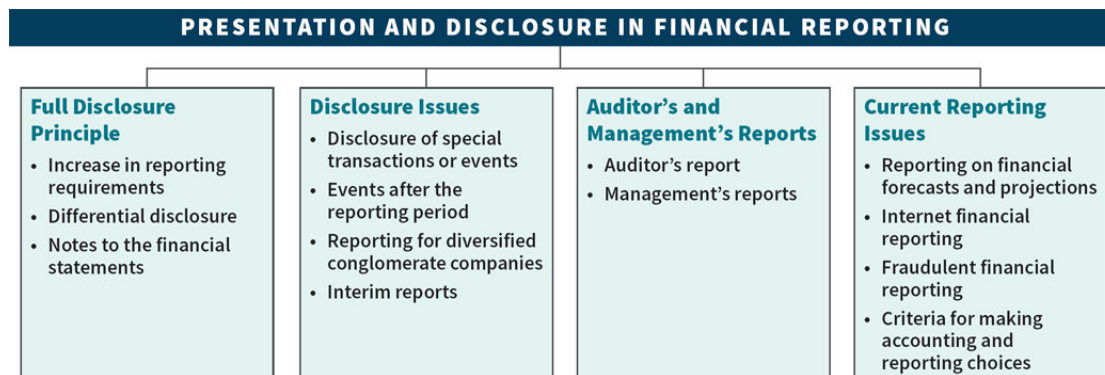 PRESENTATION AND DISCLOSURE IN FINANCIAL REPORTING
Full Disclosure
Principle
• Increase in reporting
requirements
• Differential disclosure
• Notes to the financial
statements
Disclosure Issues
• Disclosure of special
transactions or events
• Events after the
reporting period
• Reporting for diversified
conglomerate companies
• Interim reports
Auditor's and
Management's Reports
• Auditor's report
• Management's reports
Current Reporting
Issues
• Reporting on financial
forecasts and projections
• Internet financial
reporting
• Fraudulent financial
reporting
• Criteria for making
accounting and
reporting choices